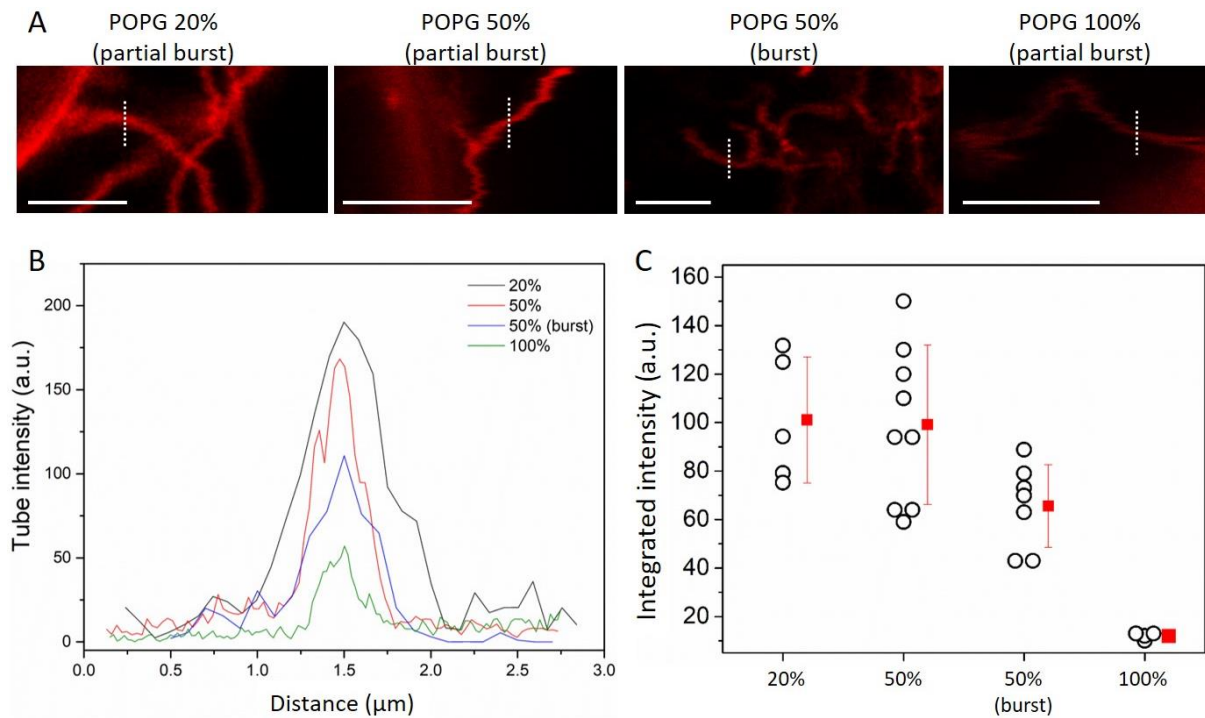 A
POPG 20%
(partial burst)
POPG 50%
(partial burst)
POPG 50%
(burst)
POPG 100%
(partial burst)
B
Tube intensity (a.u.)
200
150
100
50
0
20%
50%
50% (burst)
100%
0.0 0.5 1.0 1.5 2.0 2.5 3.0
Distance (μm)
C
Integrated intensity (a.u.)
160
140
120
100
80
60
40
20
20% 50% 50% 100%
(burst)